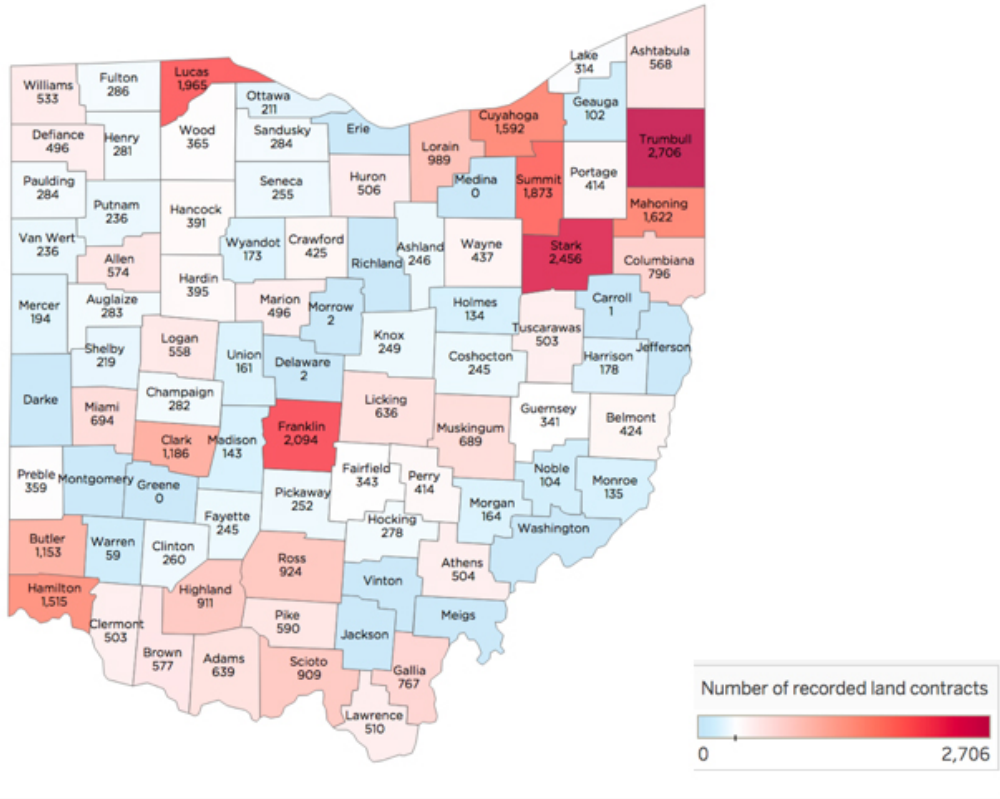 Lake
314
Ashtabula
568
Williams
533
Fulton
286
Lucas
1,965
Ottawa
211
Geauga
102
Cuyahoga
1,592
Defiance
496
Henry
281
Wood
365
Sandusky
284
Erie
Lorain
989
Trumbull
2,706
Paulding
284
Putnam
236
Seneca
255
Huron
506
Medina
0
Summit
1,873
Portage
414
Mahoning
1,622
Hancock
391
Van Wert
236
Allen
574
Wyandot
173
Crawford
425
Richland
Ashland
246
Wayne
437
Stark
2,456
Columbiana
796
Hardin
395
Mercer
194
Auglaize
283
Marion
496
Morrow
2
Holmes
134
Carroll
1
Tuscarawas
503
Shelby
219
Logan
558
Union
161
Delaware
2
Knox
249
Coshocton
245
Harrison
178
Jefferson
Darke
Miami
694
Champaign
282
Licking
636
Guernsey
341
Belmont
424
Clark
1,186
Madison
143
Franklin
2,094
Muskingum
689
Preble
359
Montgomery
Greene
0
Fairfield
343
Perry
414
Noble
104
Monroe
135
Pickaway
252
Morgan
164
Fayette
245
Hocking
278
Washington
Butler
1,153
Warren
59
Clinton
260
Ross
924
Athens
504
Vinton
Hamilton
1,515
Highland
911
Clermont
503
Pike
590
Jackson
Meigs
Brown
577
Adams
639
Scioto
909
Gallia
767
Lawrence
510
Number of recorded land contracts
0
2,706